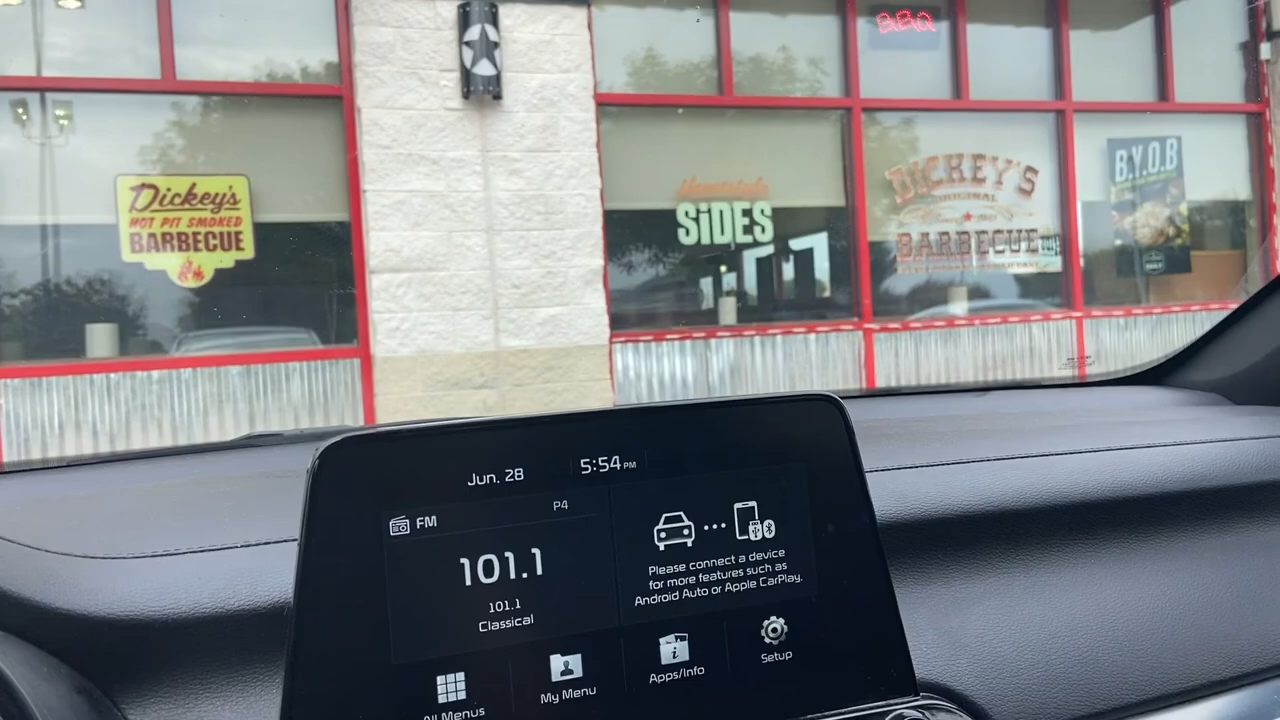 BBQ
Dickey's
HOT PIT SMOKED
BARBECUE
Homestyle
SiDES
DICKEY'S
ORIGINAL
BARBECUE
B.Y.O.B
Jun. 28
5:54 PM
FM
P4
101.1
101.1
Classical
Please connect a device
for more features such as
Android Auto or Apple CarPlay.
All Menus
My Menu
Apps/Info
Setup